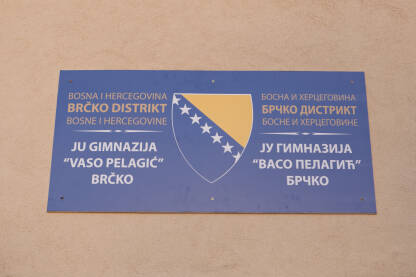 BOSNA I HERCEGOVINA
BRČKO DISTRIKT
BOSNE I HERCEGOVINE
JU GIMNAZIJA
"VASO PELAGIĆ"
BRČKO
БОСНА И ХЕРЦЕГОВИНА
БРЧКО ДИСТРИКТ
БОСНЕ И ХЕРЦЕГОВИНЕ
ЈУ ГИМНАЗИЈА
"ВАСО ПЕЛАГИЋ"
БРЧКО